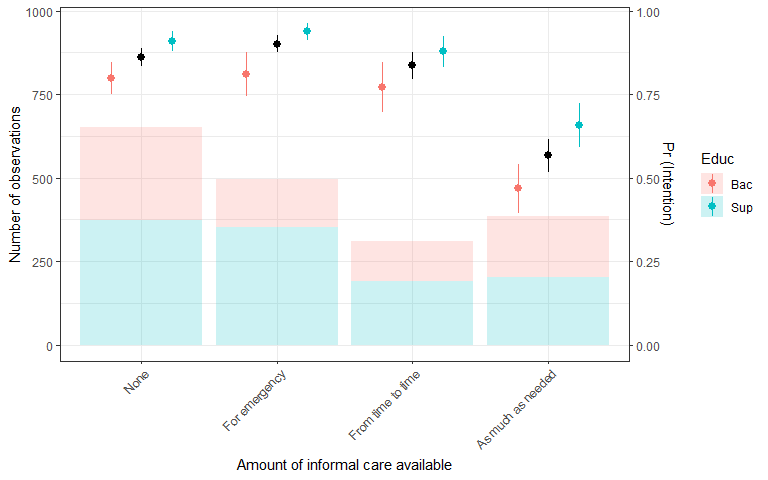 1000
750
500
250
0
Number of observations
1.00
0.75
0.50
0.25
0.00
Pr (Intention)
Educ
Bac
Sup
None
For emergency
From time to time
As much as needed
Amount of informal care available